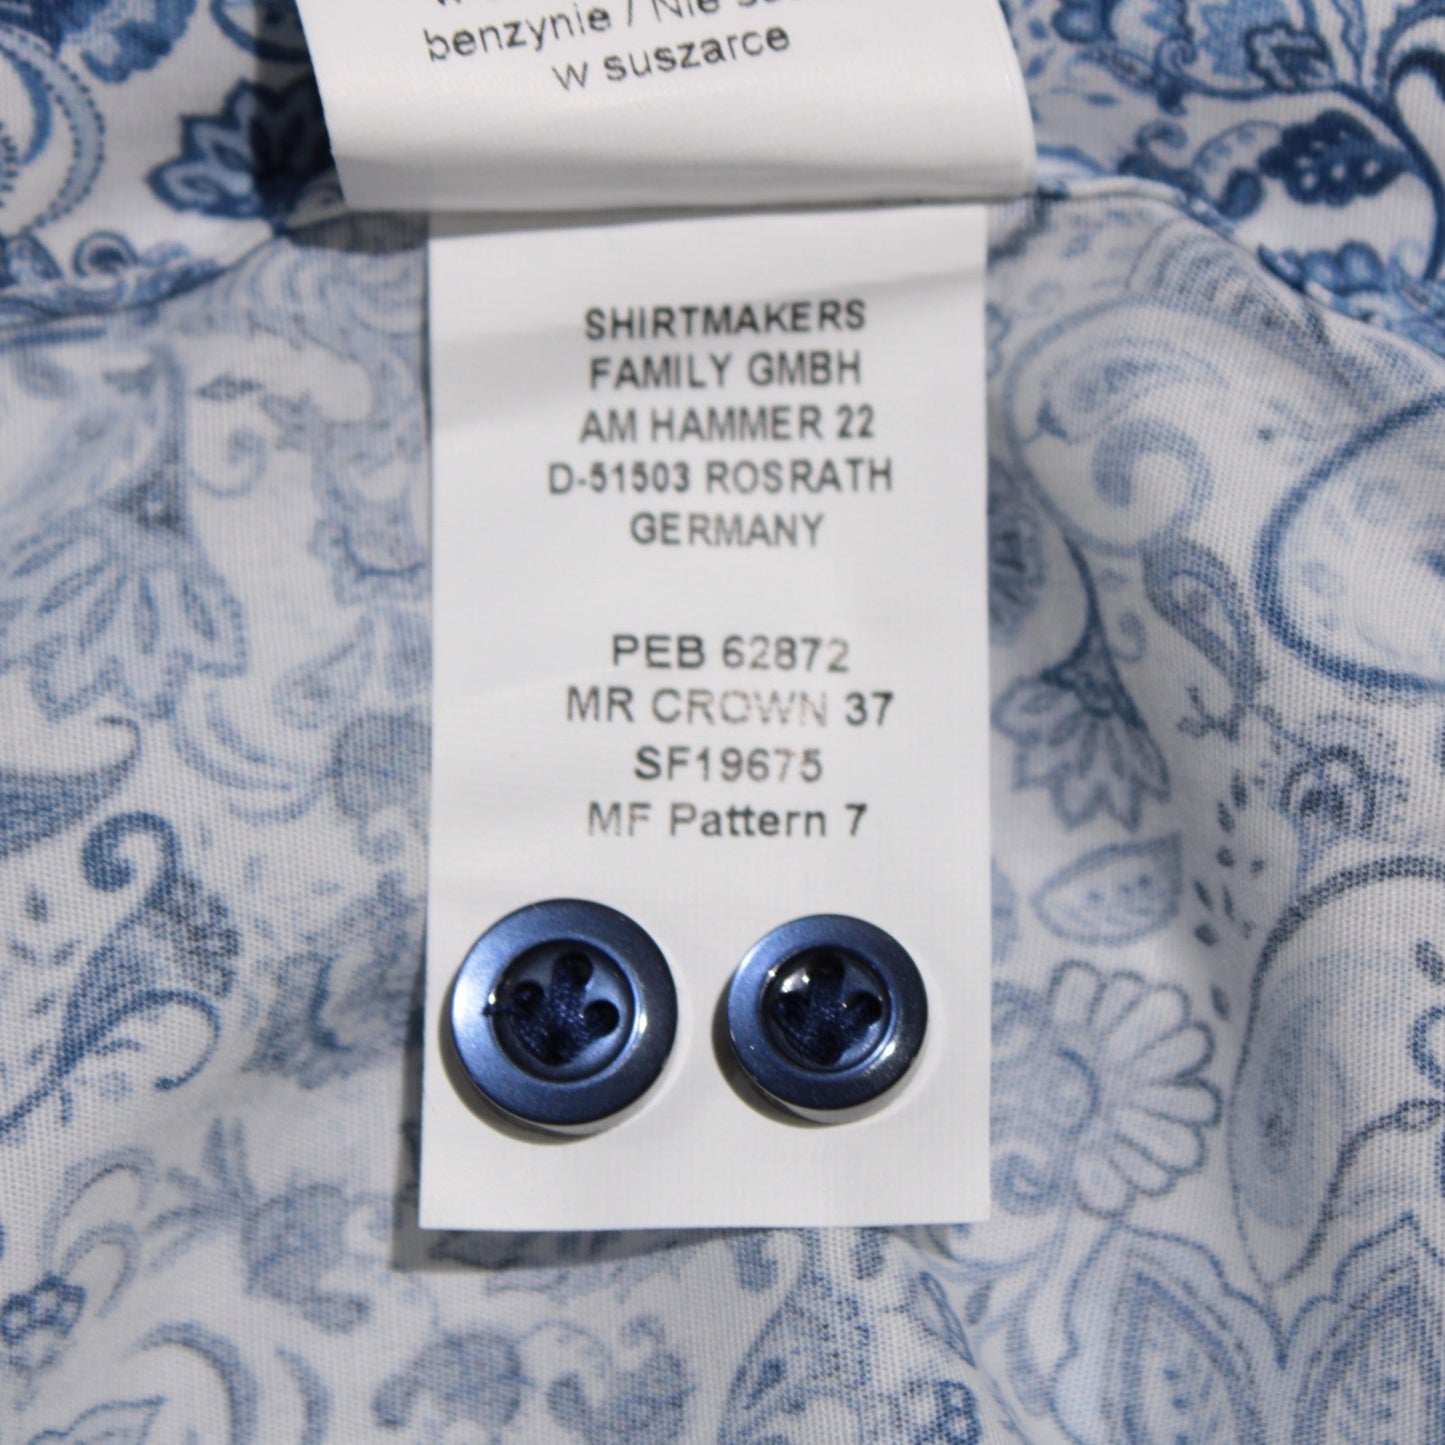 benzynie / Nie
w suszarce
SHIRTMAKERS
FAMILY GMBH
AM HAMMER 22
D-51503 ROSRATH
GERMANY
PEB 62872
MR CROWN 37
SF19675
MF Pattern 7